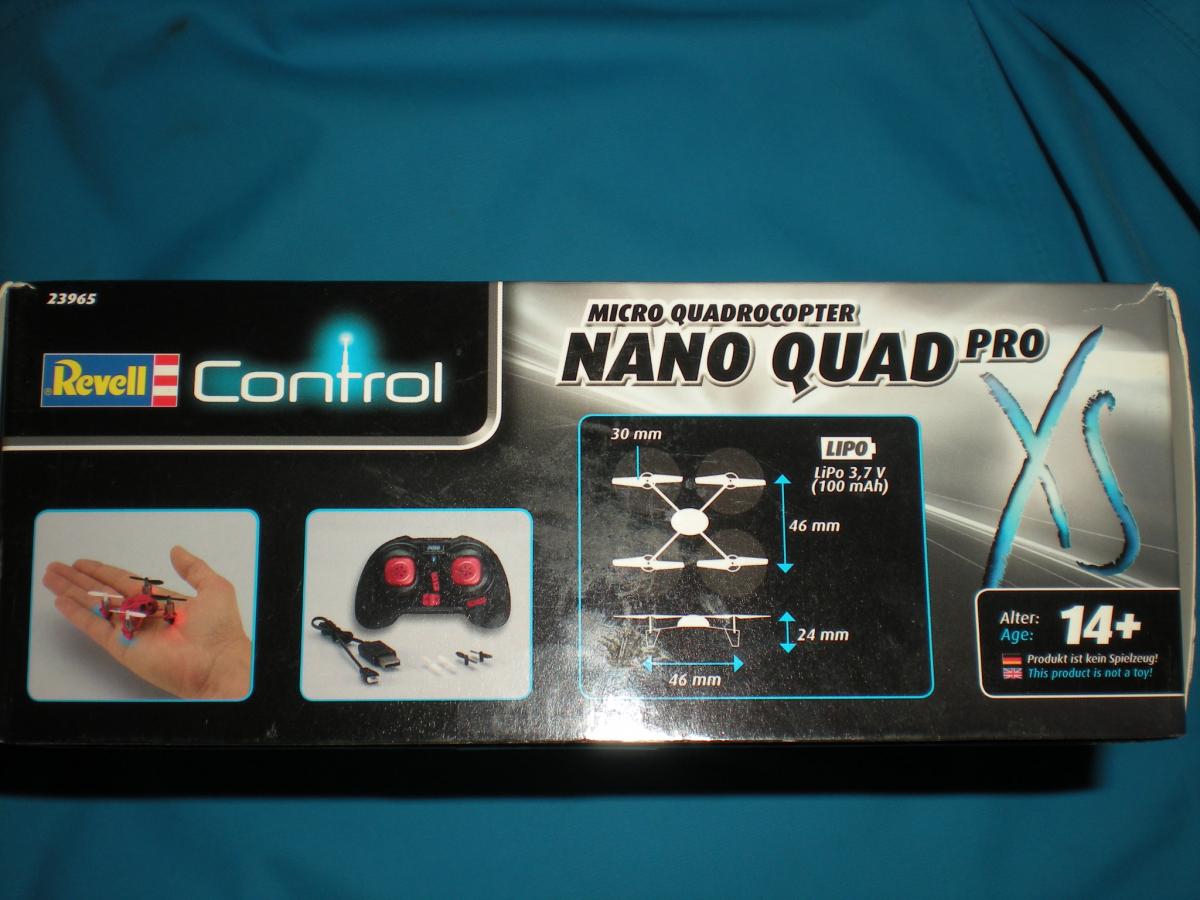 23965
Revell
Control
MICRO QUADROCOPTER
NANO QUAD PRO
XS
30 mm
LIPO
LiPo 3,7 V
(100 mAh)
46 mm
24 mm
46 mm
Alter:
Age:
14+
Produkt ist kein Spielzeug!
This product is not a toy!